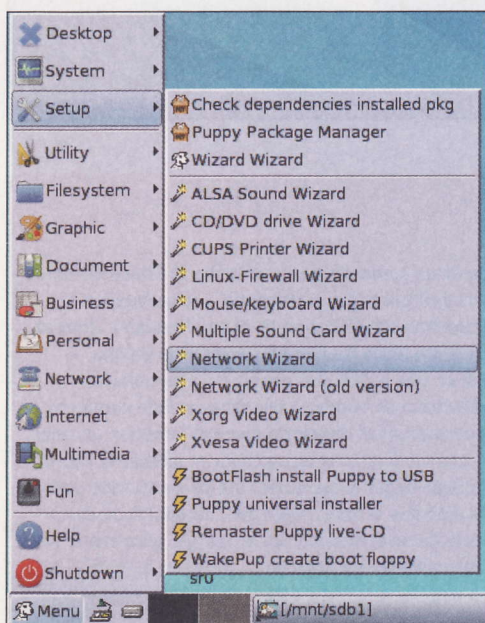 Desktop
System
Setup
Utility
Filesystem
Graphic
Document
Business
Personal
Network
Internet
Multimedia
Fun
Help
Shutdown
Check dependencies installed pkg
Puppy Package Manager
Wizard Wizard
ALSA Sound Wizard
CD/DVD drive Wizard
CUPS Printer Wizard
Linux-Firewall Wizard
Mouse/keyboard Wizard
Multiple Sound Card Wizard
Network Wizard
Network Wizard (old version)
Xorg Video Wizard
Xvesa Video Wizard
BootFlash install Puppy to USB
Puppy universal installer
Remaster Puppy live-CD
WakePup create boot floppy
Menu
[/mnt/sdb1]